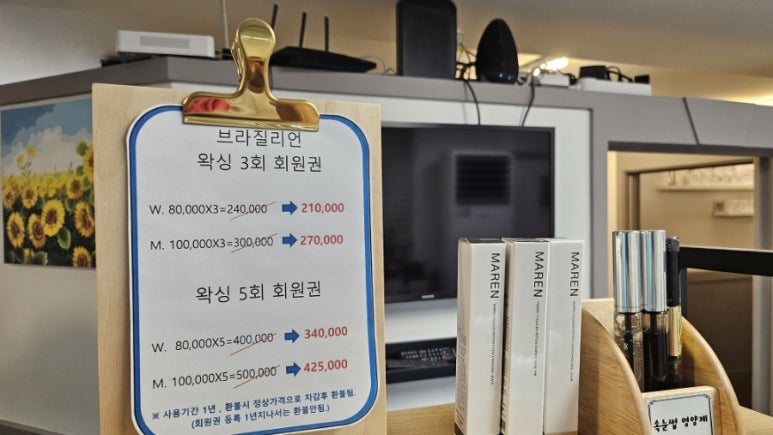 브라질리언
왁싱 3회 회원권
W. 80,000X3=240,000 210,000
M. 100,000X3=300,000 270,000
왁싱 5회 회원권
W. 80,000X5=400,000 340,000
M. 100,000X5=500,000 425,000
※ 사용기간 1년, 환불시 정상가격으로 차감후 환불됨.
(회원권 등록 1년지나서는 환불안됨.)
MAREN
MAREN
MAREN
속눈썹 영양제